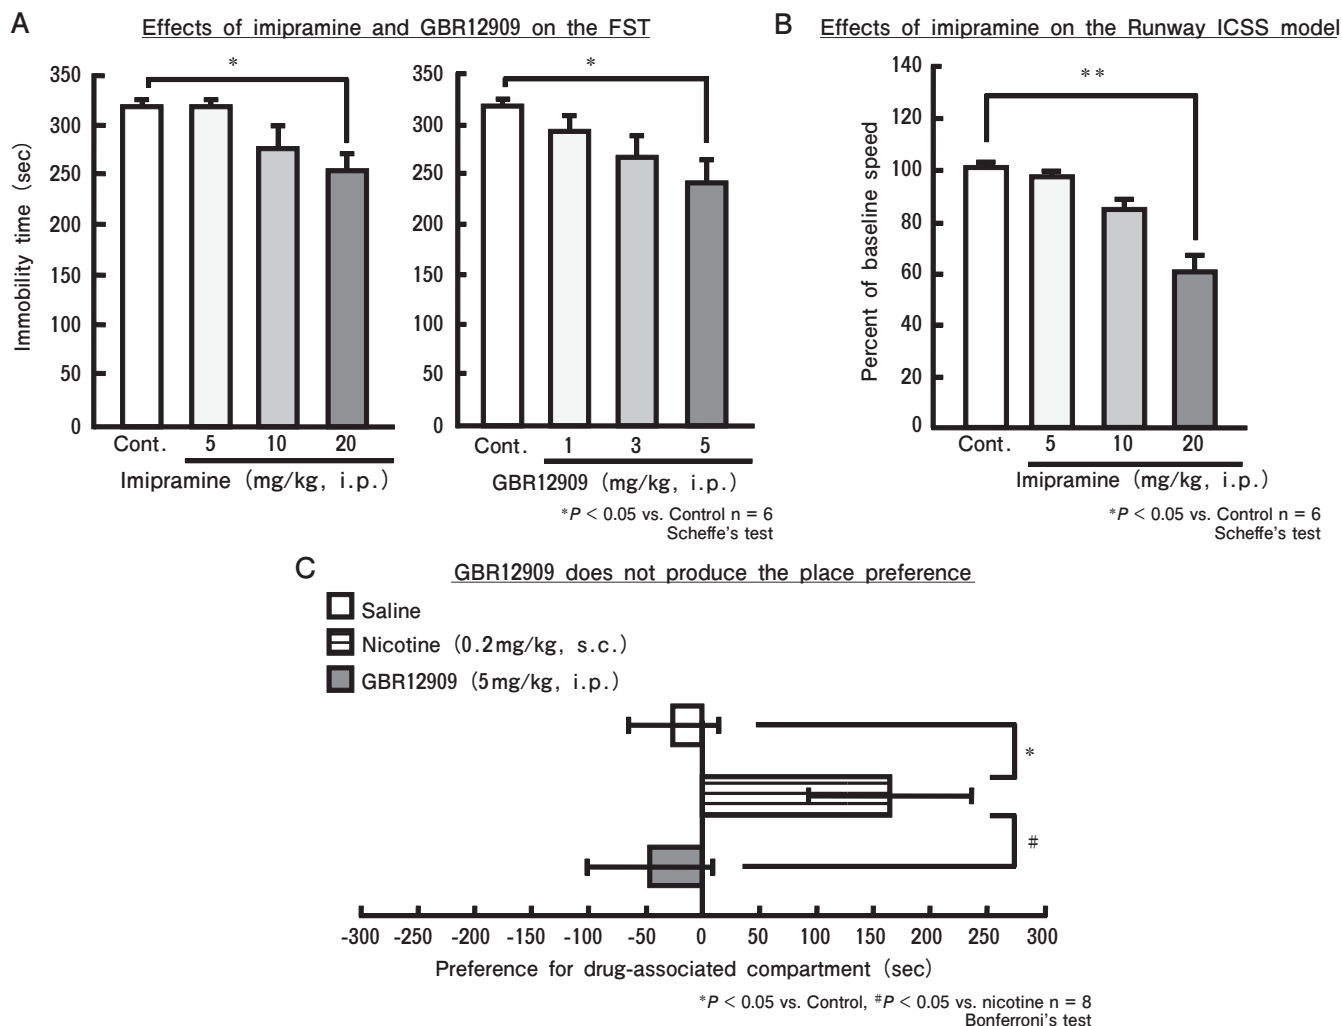 A
Effects of imipramine and GBR12909 on the FST
350
300
250
200
150
100
50
0
Immobility time (sec)
*
Cont.
5
10
20
Imipramine (mg/kg, i.p.)
350
300
250
200
150
100
50
0
*
Cont.
1
3
5
GBR12909 (mg/kg, i.p.)
*P < 0.05 vs. Control n = 6
Scheffe's test
B
Effects of imipramine on the Runway ICSS model
140
120
100
80
60
40
20
0
Percent of baseline speed
**
Cont.
5
10
20
Imipramine (mg/kg, i.p.)
*P < 0.05 vs. Control n = 6
Scheffe's test
C
GBR12909 does not produce the place preference
Saline
Nicotine (0.2mg/kg, s.c.)
GBR12909 (5mg/kg, i.p.)
*
#
-300 -250 -200 -150 -100 -50 0 50 100 150 200 250 300
Preference for drug-associated compartment (sec)
*P < 0.05 vs. Control, #P < 0.05 vs. nicotine n = 8
Bonferroni's test